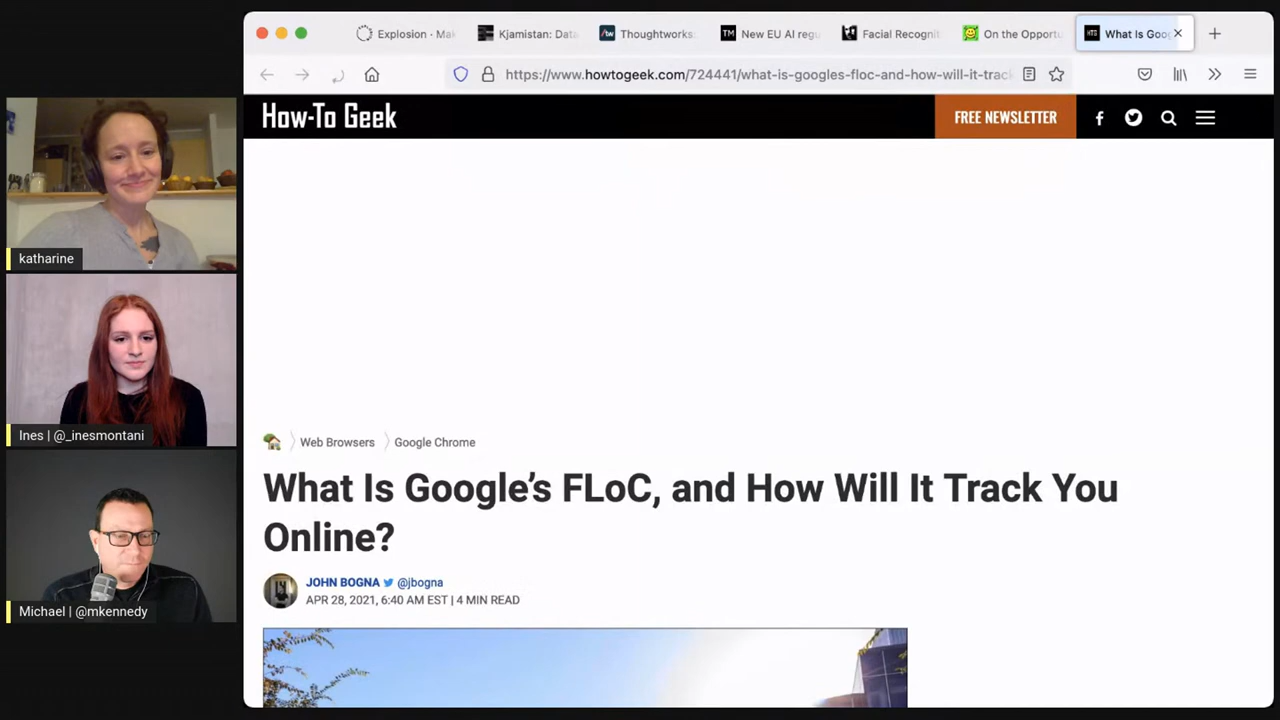 Explosion · Mak
Kjamistan: Data
Thoughtworks:
New EU AI regu
Facial Recognit
On the Opportu
What Is Goog
https://www.howtogeek.com/724441/what-is-googles-floc-and-how-will-it-track
How-To Geek
FREE NEWSLETTER
katharine
Ines | @_inesmontani
Michael | @mkennedy
Web Browsers
Google Chrome
What Is Google’s FLoC, and How Will It Track You
Online?
JOHN BOGNA @jbogna
APR 28, 2021, 6:40 AM EST | 4 MIN READ